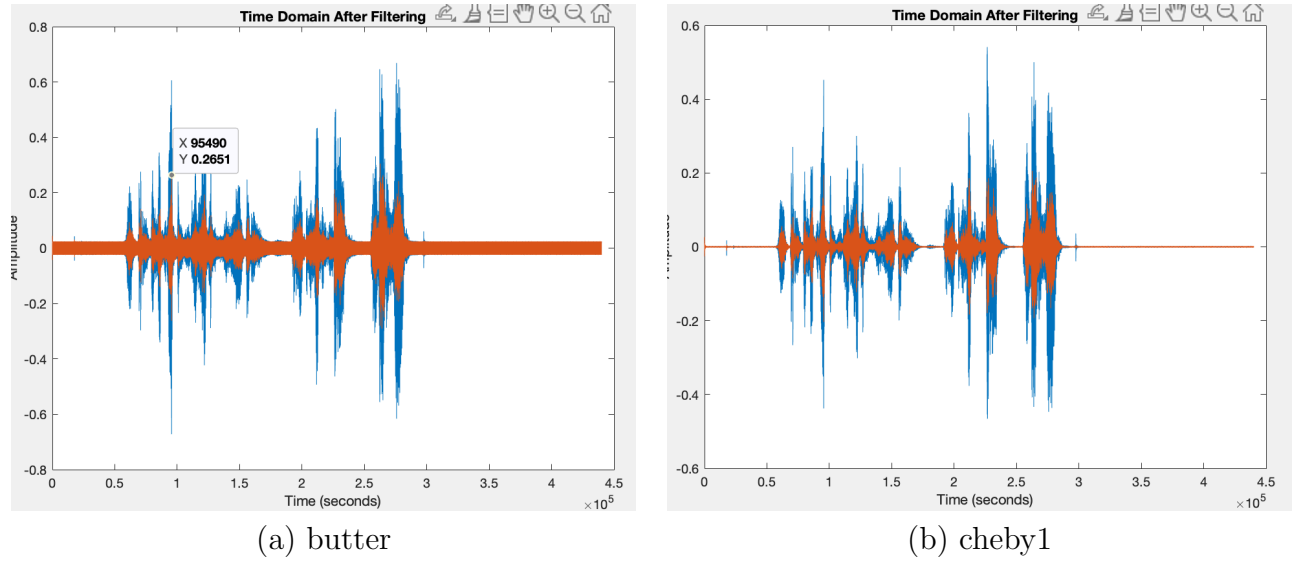 Time Domain After Filtering
0.8
0.6
0.4
0.2
0
-0.2
-0.4
-0.6
-0.8
Amplitude
X 95490
Y 0.2651
0 0.5 1 1.5 2 2.5 3 3.5 4 4.5
Time (seconds)
×10^5
(a) butter
Time Domain After Filtering
0.6
0.4
0.2
0
-0.2
-0.4
-0.6
0 0.5 1 1.5 2 2.5 3 3.5 4 4.5
Time (seconds)
×10^5
(b) cheby1